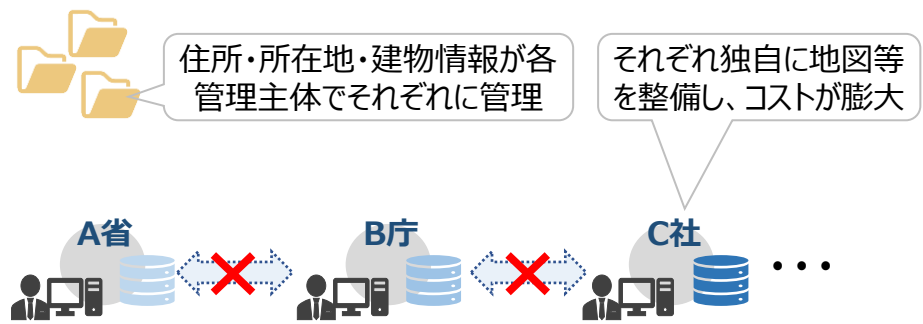 住所・所在地・建物情報が各
管理主体でそれぞれに管理
それぞれ独自に地図等
を整備し、コストが膨大
A省
B庁
C社
・・・